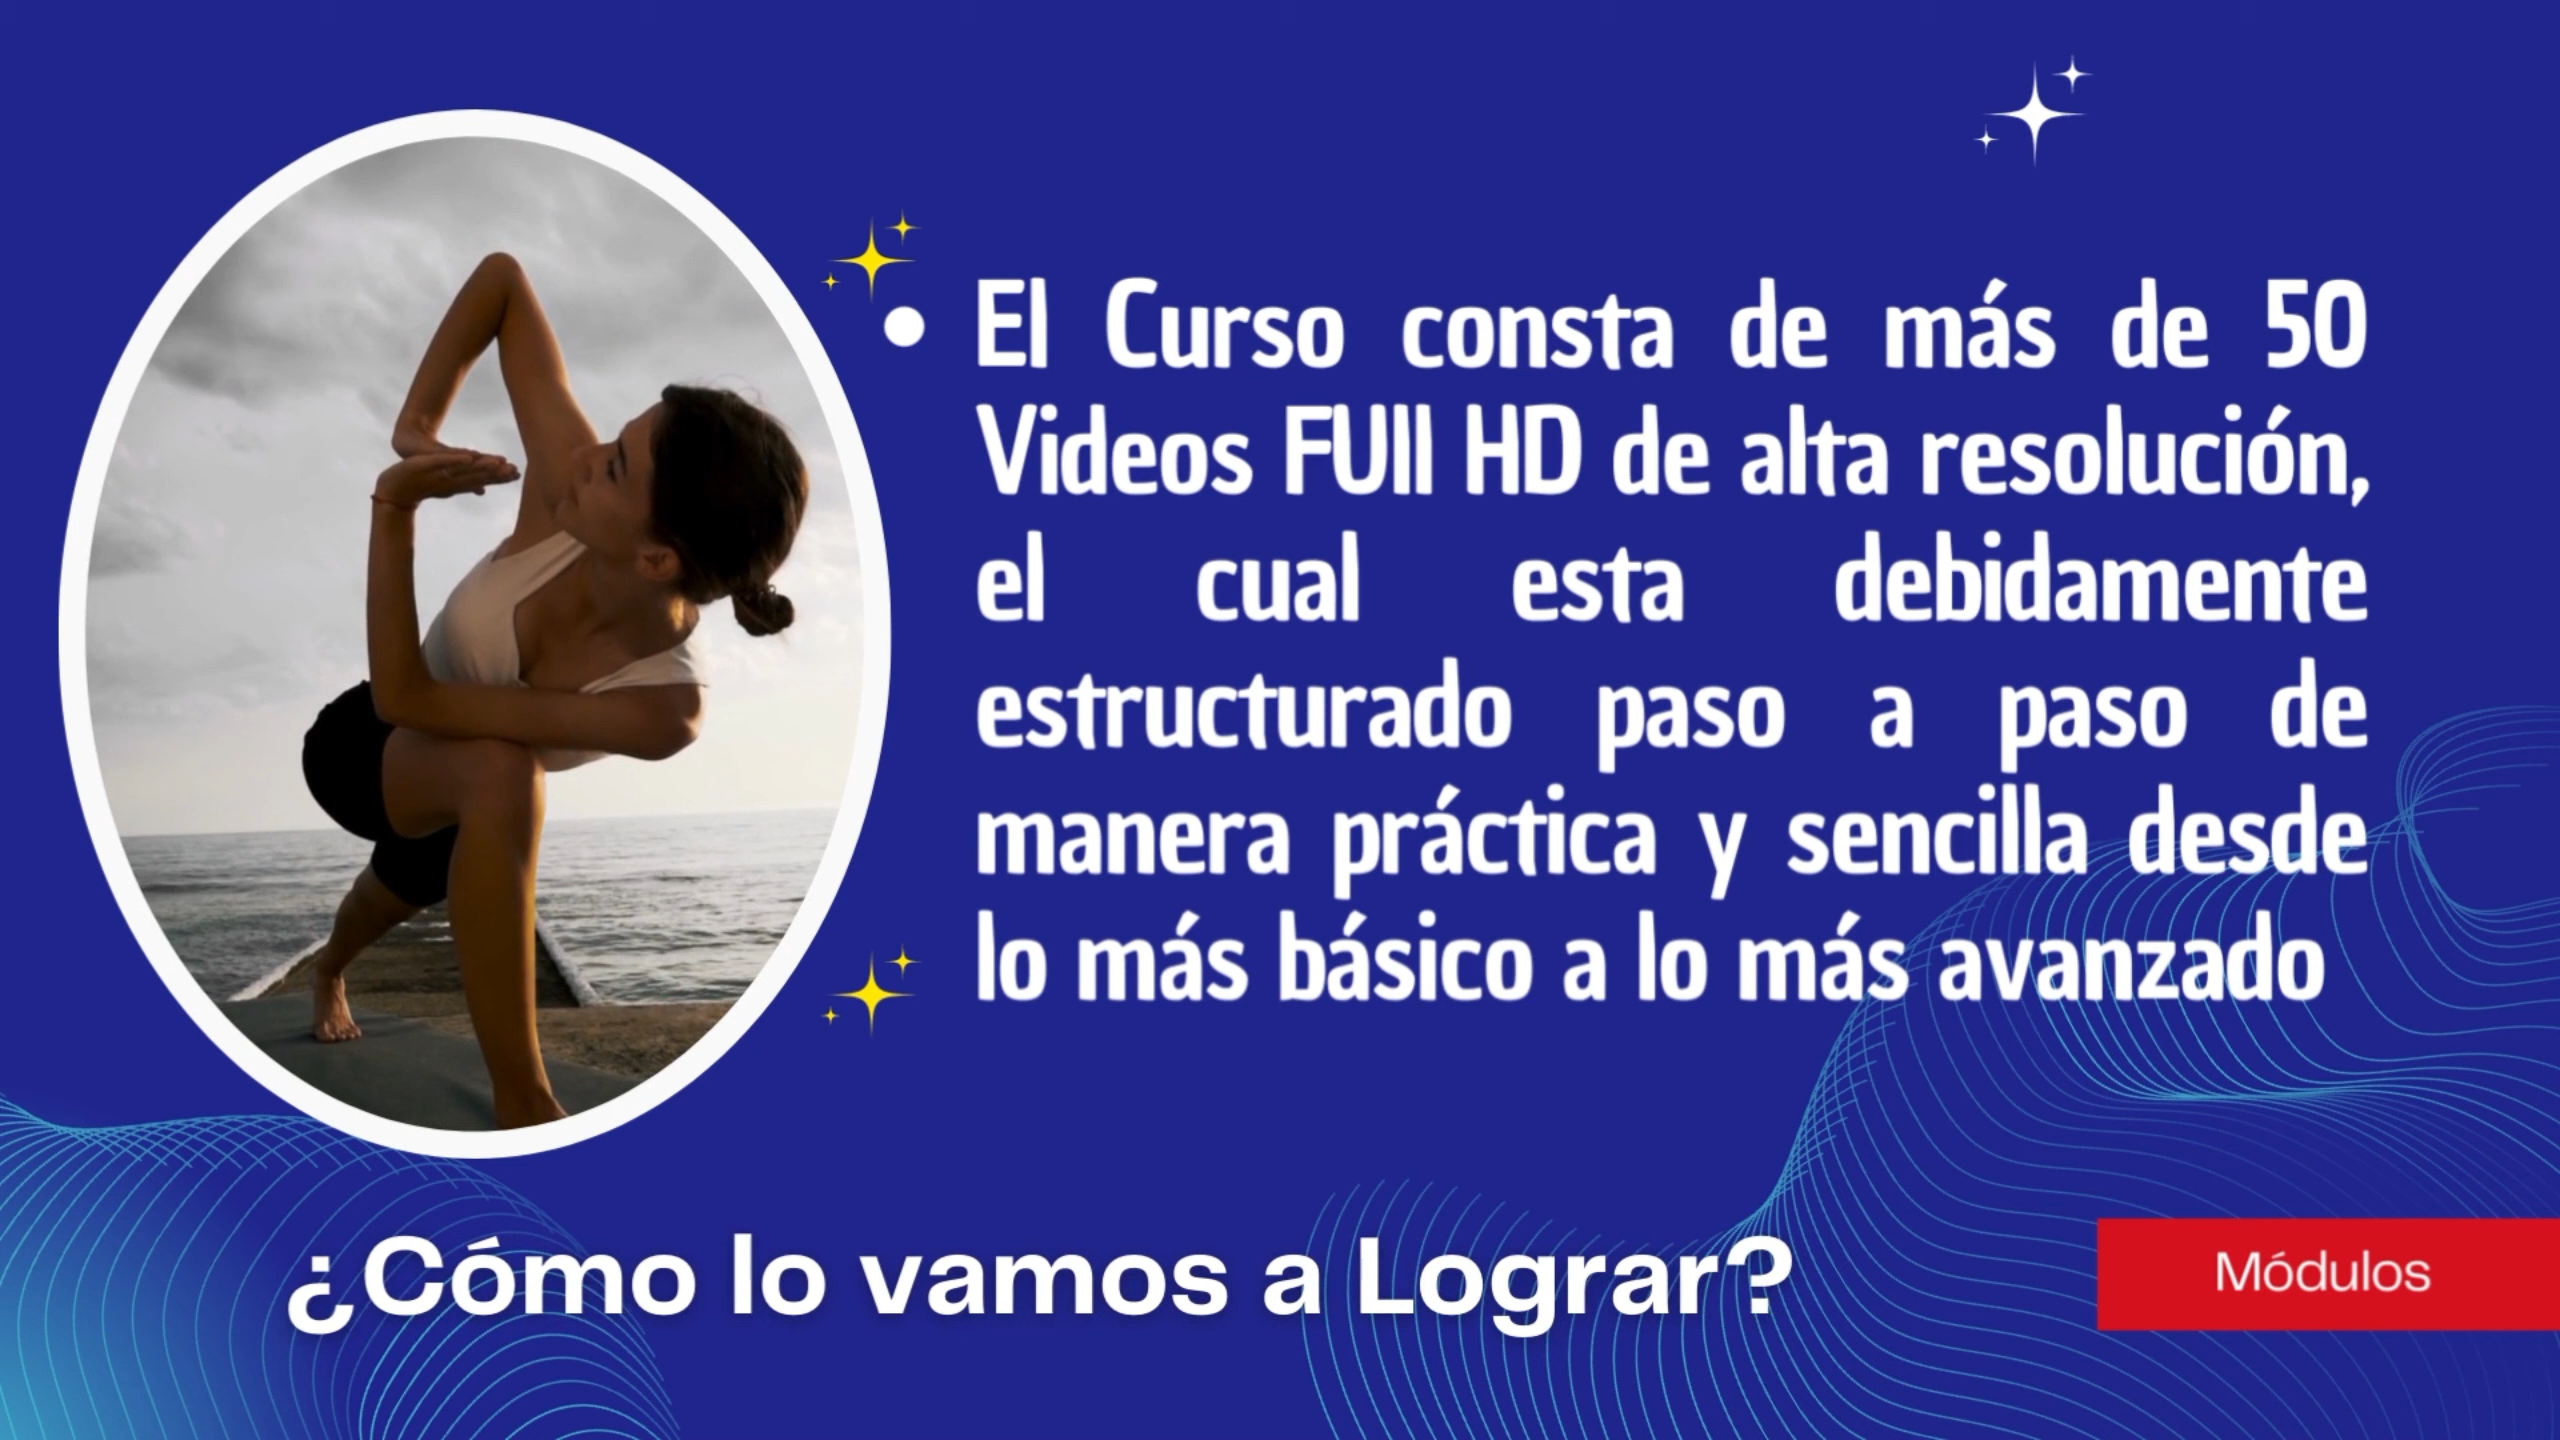 • El Curso consta de más de 50
Videos FUll HD de alta resolución,
el cual esta debidamente
estructurado paso a paso de
manera práctica y sencilla desde
lo más básico a lo más avanzado
¿Cómo lo vamos a Lograr?
Módulos